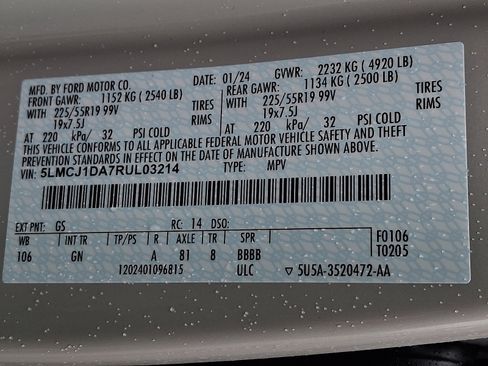 MFD. BY FORD MOTOR CO. DATE: 01/24 GVWR: 2232 KG ( 4920 LB)
FRONT GAWR: 1152 KG ( 2540 LB) REAR GAWR: 1134 KG ( 2500 LB)
WITH 225/55R19 99V TIRES WITH 225/55R19 99V TIRES
19x7.5J RIMS 19x7.5J RIMS
AT 220 kPa/ 32 PSI COLD AT 220 kPa/ 32 PSI COLD
THIS VEHICLE CONFORMS TO ALL APPLICABLE FEDERAL MOTOR VEHICLE SAFETY AND THEFT
PREVENTION STANDARDS IN EFFECT ON THE DATE OF MANUFACTURE SHOWN ABOVE.
VIN: 5LMCJ1DA7RUL03214 TYPE: MPV
EXT PNT: GS RC: 14 DSO: F0106
WB INT TR TP/PS R AXLE TR SPR T0205
106 GN A 81 8 BBBB
1202401096815 ULC ▽ 5U5A-3520472-AA